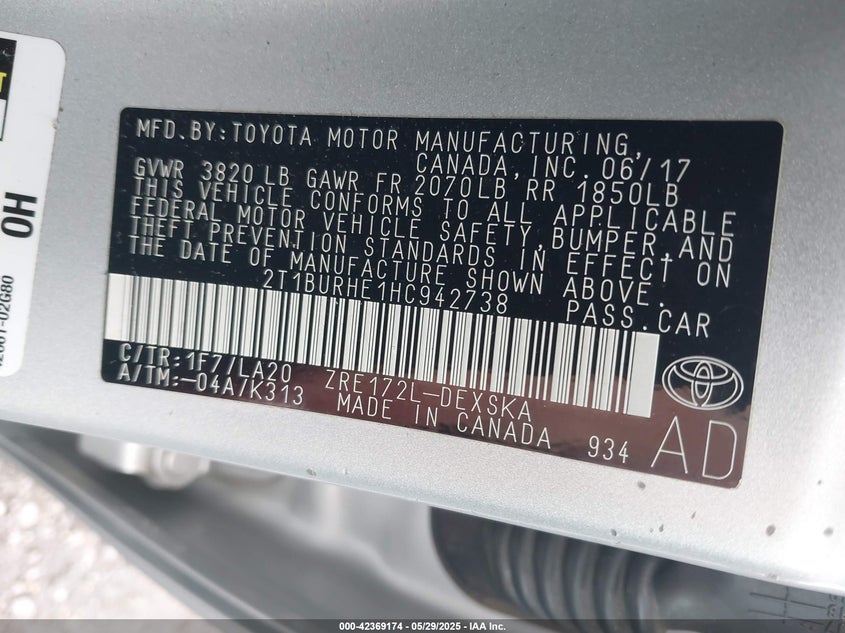 MFD.BY:TOYOTA MOTOR MANUFACTURING,
CANADA,INC. 06/17
GVWR 3820 LB GAWR FR 2070LB RR 1850LB
THIS VEHICLE CONFORMS TO ALL APPLICABLE
FEDERAL MOTOR VEHICLE SAFETY,BUMPER,AND
THEFT PREVENTION STANDARDS IN EFFECT ON
THE DATE OF MANUFACTURE SHOWN ABOVE.
2T1BURHE1HC942738 PASS.CAR
C/TR:1F7/LA20 ZRE172L-DEXSKA
A/TM:-04A/K313 MADE IN CANADA 934 AD
OH
000-42369174 / 05/29/2025 - IAA Inc.